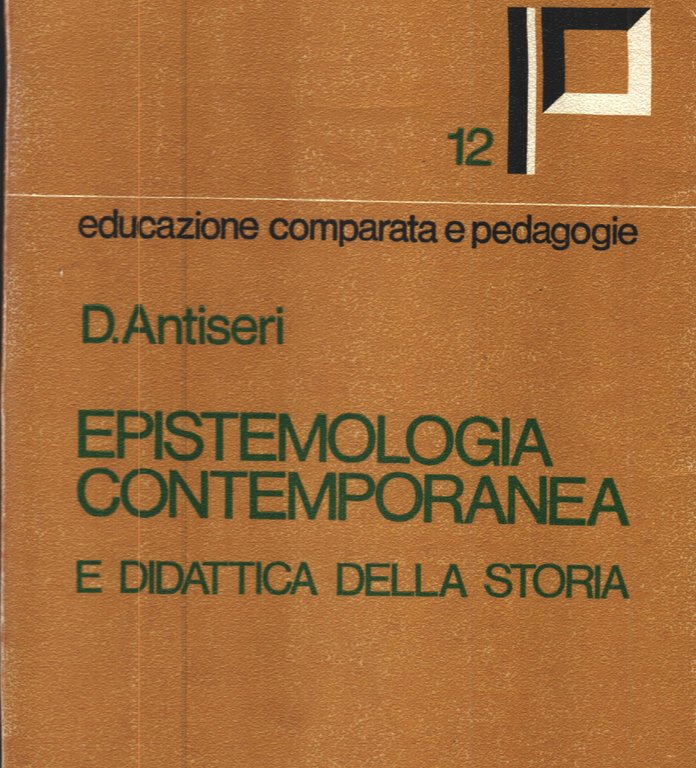 12
educazione comparata e pedagogie
D.Antiseri
EPISTEMOLOGIA
CONTEMPORANEA
E DIDATTICA DELLA STORIA